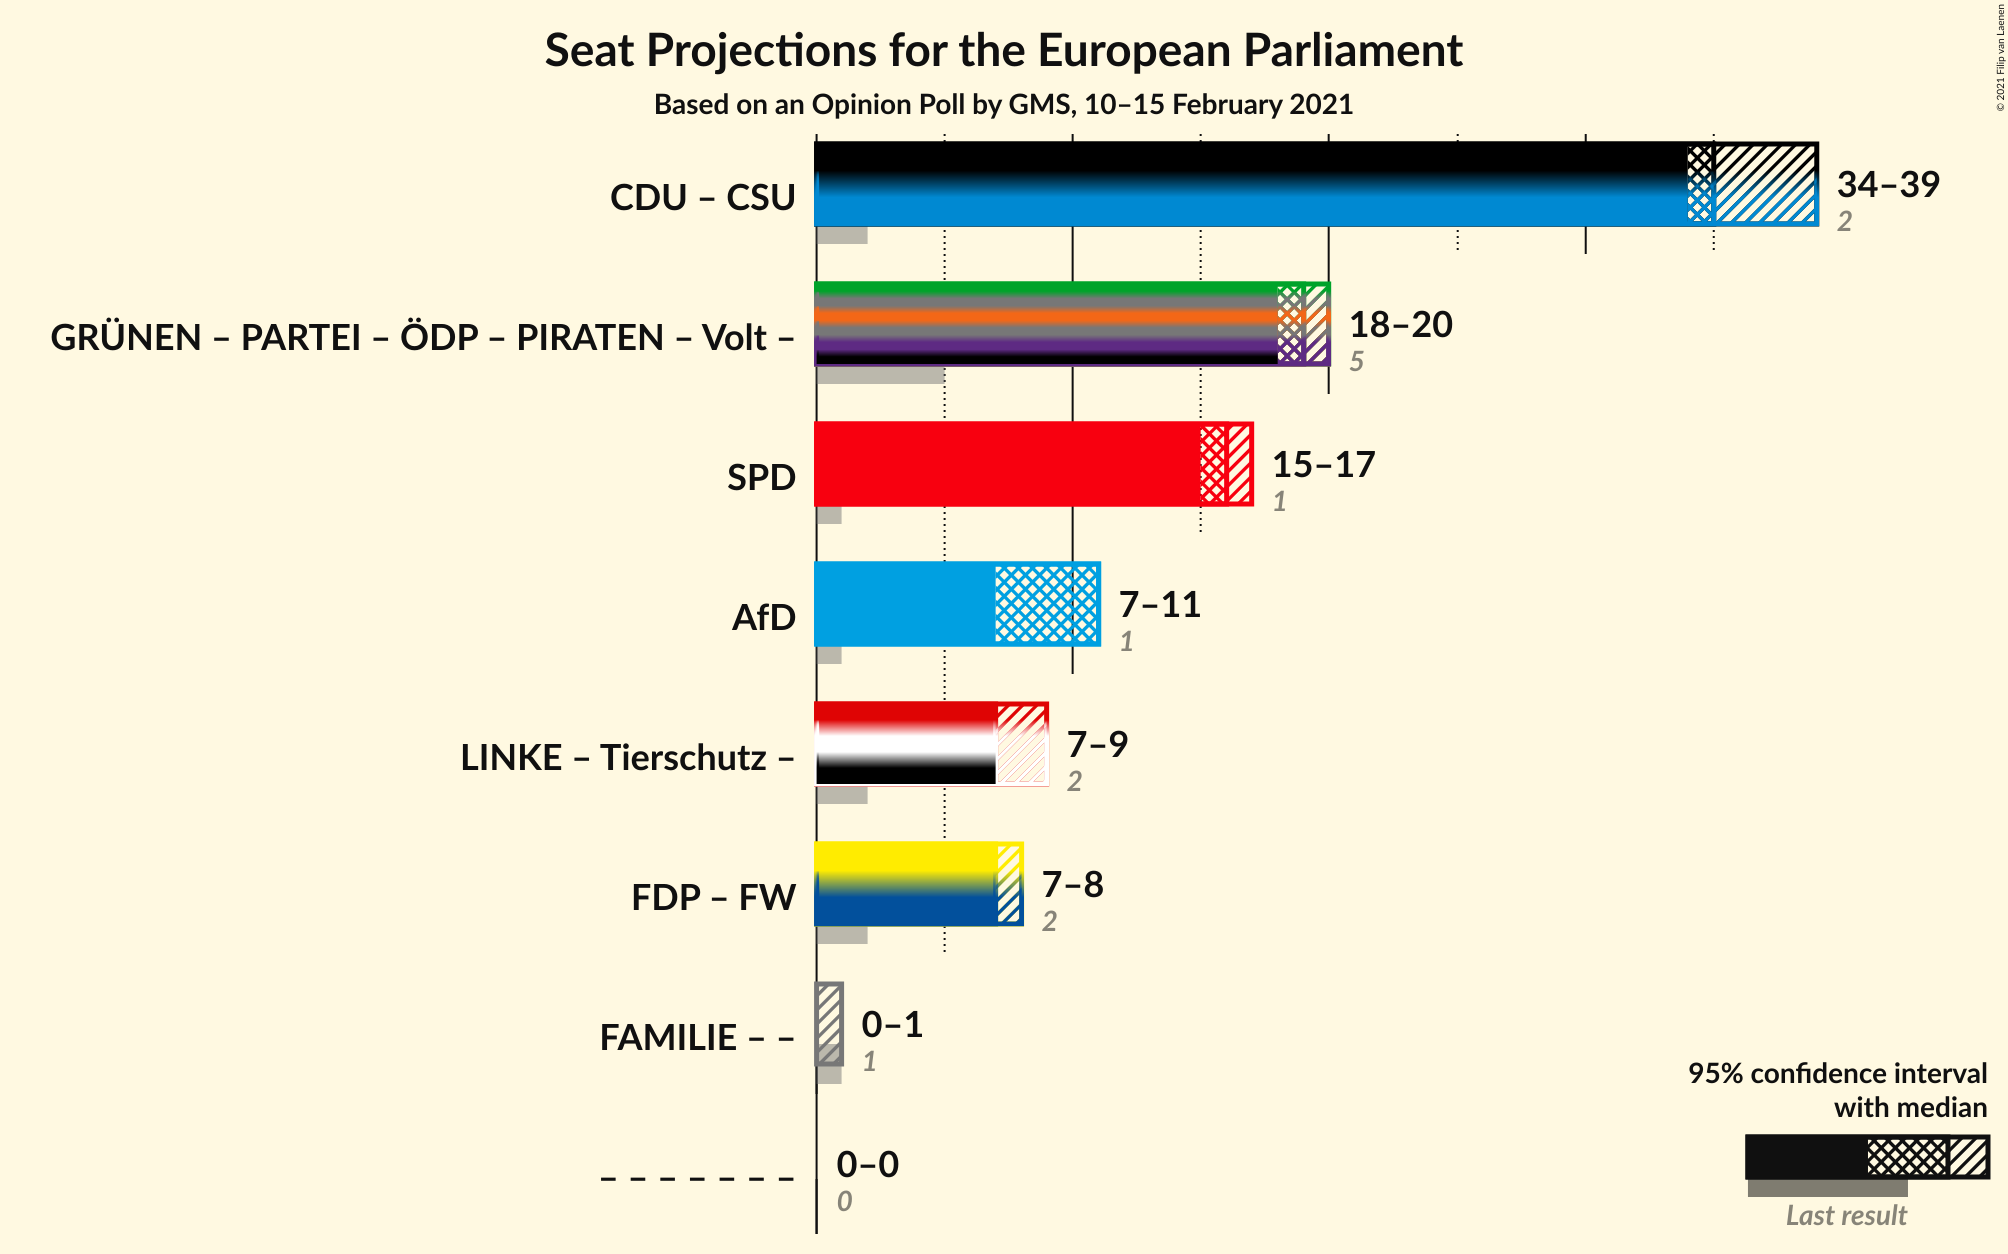 Seat Projections for the European Parliament
Based on an Opinion Poll by GMS, 10–15 February 2021
© 2021 Filip van Laenen
CDU – CSU
34–39
2
GRÜNEN – PARTEI – ÖDP – PIRATEN – Volt –
18–20
5
SPD
15–17
1
AfD
7–11
1
LINKE – Tierschutz –
7–9
2
FDP – FW
7–8
2
FAMILIE – –
0–1
1
– – – – – – –
0–0
0
95% confidence interval
with median
Last result